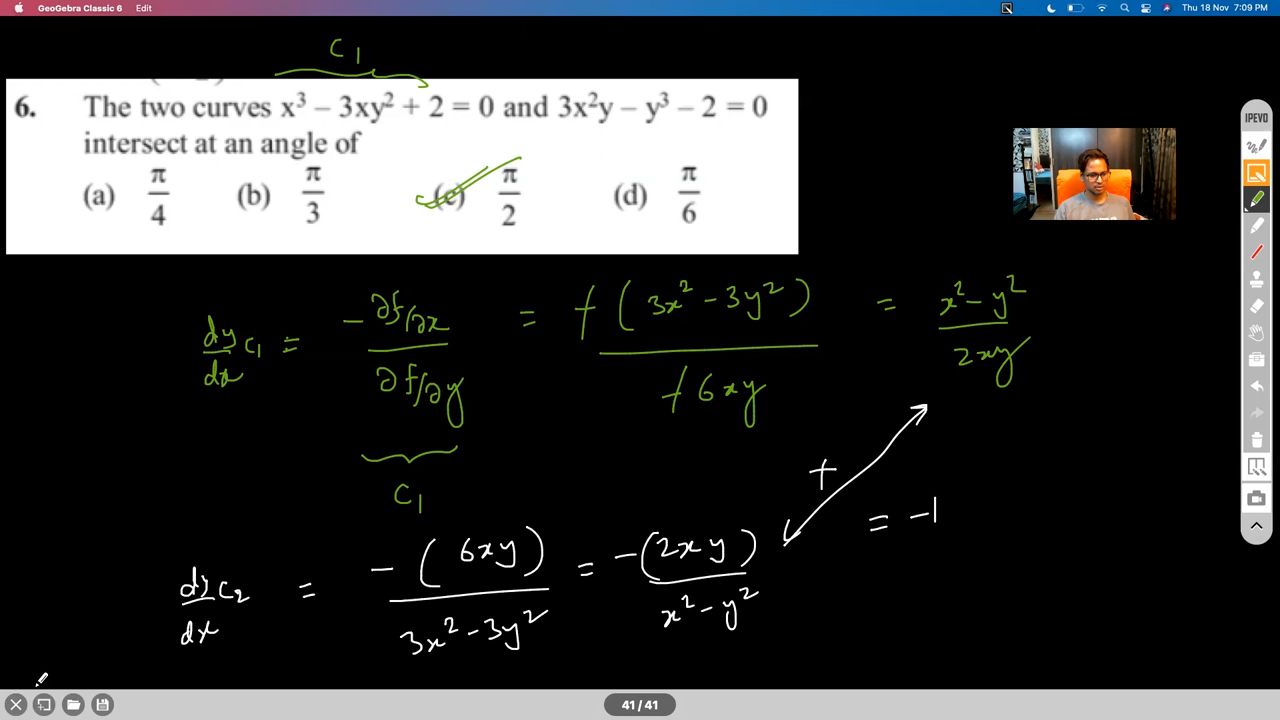 GeoGebra Classic 6 Edit Thu 18 Nov 7:09 PM
C1
6. The two curves x³ – 3xy² + 2 = 0 and 3x²y – y³ – 2 = 0
intersect at an angle of
(a) π/4 (b) π/3 (c) π/2 (d) π/6
IPEVO
dy/dx C1 = -∂f/∂x / ∂f/∂y = -(3x² - 3y²) / -6xy = x² - y² / 2xy
C1
+
= -1
dy/dx C2 = -(6xy) / 3x² - 3y² = -(2xy) / x² - y²
41 / 41